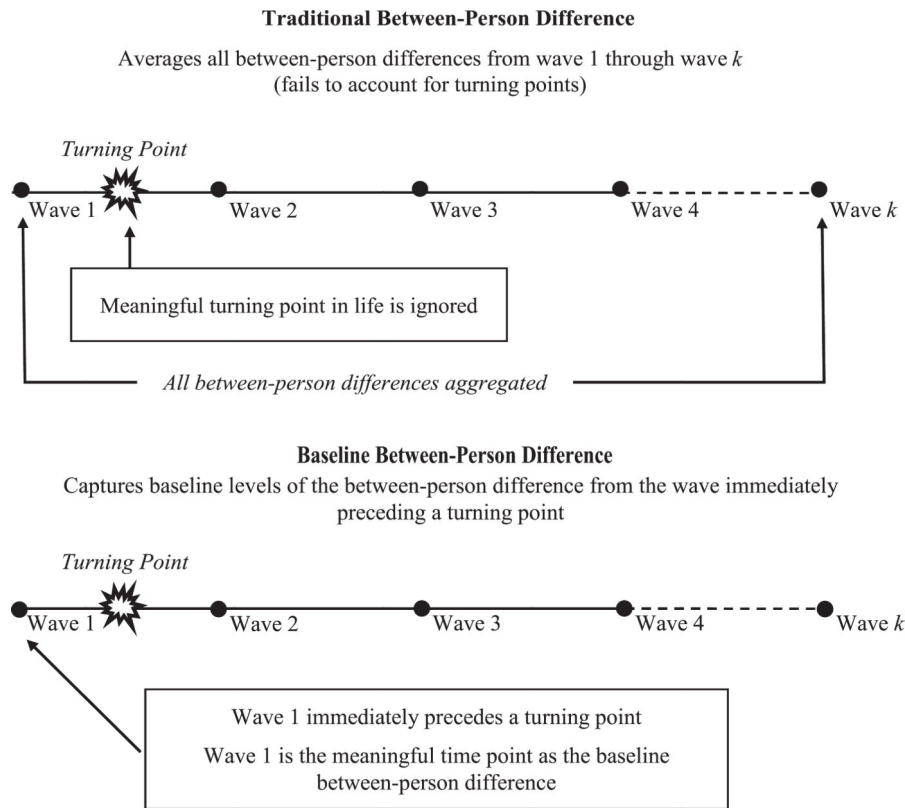 Traditional Between-Person Difference
Averages all between-person differences from wave 1 through wave k
(fails to account for turning points)
Turning Point
Wave 1
Wave 2
Wave 3
Wave 4
Wave k
Meaningful turning point in life is ignored
All between-person differences aggregated
Baseline Between-Person Difference
Captures baseline levels of the between-person difference from the wave immediately
preceding a turning point
Turning Point
Wave 1
Wave 2
Wave 3
Wave 4
Wave k
Wave 1 immediately precedes a turning point
Wave 1 is the meaningful time point as the baseline
between-person difference